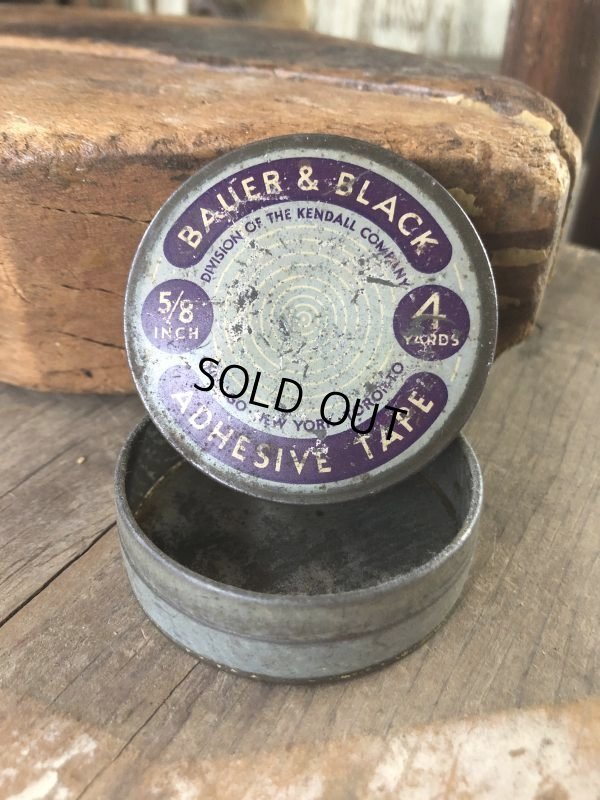 BAUER & BLACK
DIVISION OF THE KENDALL COMPANY
5/8
INCH
4
YARDS
NEW YORK
ADHESIVE TAPE
SOLD OUT